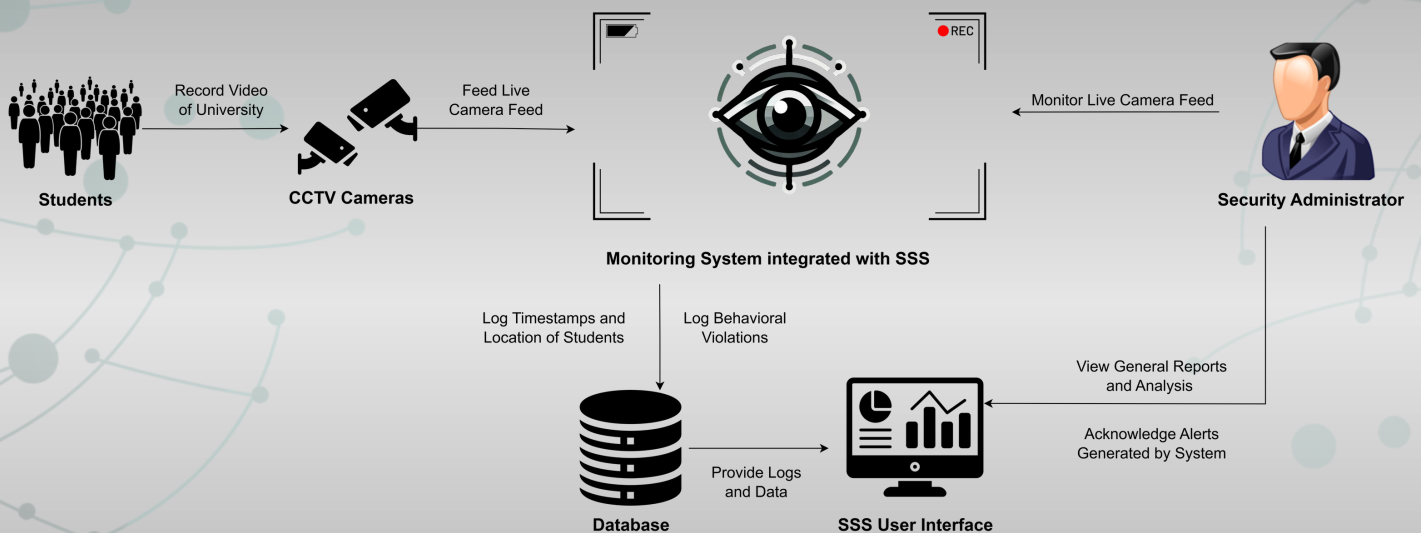 REC
Record Video
of University
Feed Live
Camera Feed
Monitor Live Camera Feed
Students
CCTV Cameras
Security Administrator
Monitoring System integrated with SSS
Log Timestamps and
Location of Students
Log Behavioral
Violations
View General Reports
and Analysis
Acknowledge Alerts
Generated by System
Provide Logs
and Data
Database
SSS User Interface